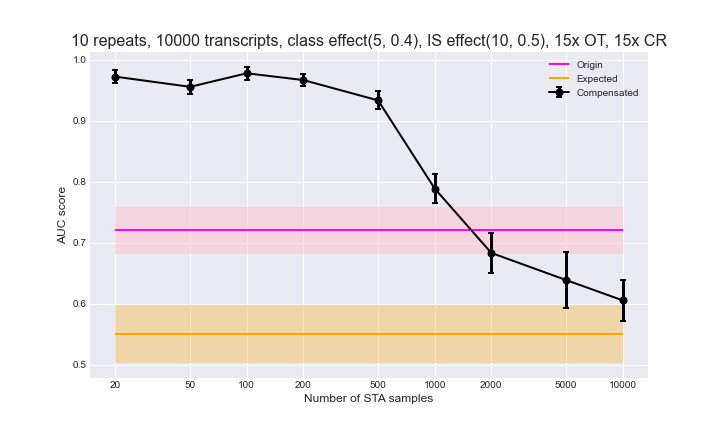 10 repeats, 10000 transcripts, class effect(5, 0.4), IS effect(10, 0.5), 15x OT, 15x CR
Origin
Expected
Compensated
1.0
0.9
0.8
0.7
0.6
0.5
AUC score
20 50 100 200 500 1000 2000 5000 10000
Number of STA samples